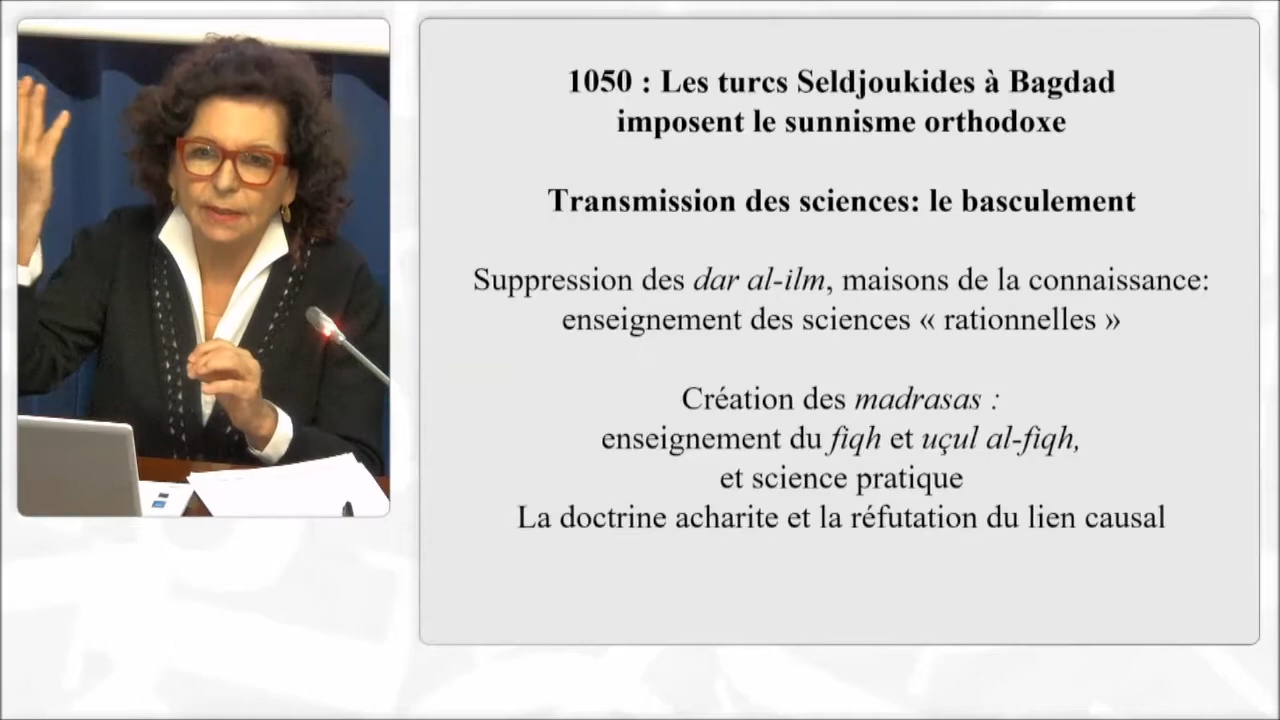 1050 : Les turcs Seldjoukides à Bagdad
imposent le sunnisme orthodoxe
Transmission des sciences: le basculement
Suppression des dar al-ilm, maisons de la connaissance:
enseignement des sciences « rationnelles »
Création des madrasas :
enseignement du fiqh et uçul al-fiqh,
et science pratique
La doctrine acharite et la réfutation du lien causal